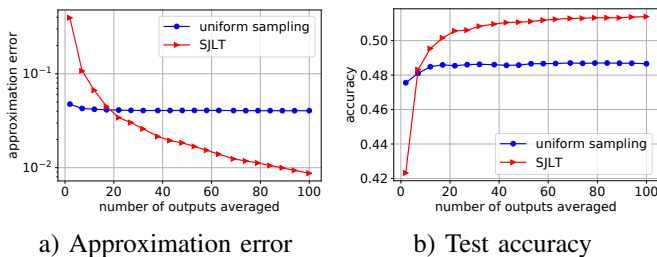 approximation error
10⁻¹
10⁻²
uniform sampling
SJLT
0 20 40 60 80 100
number of outputs averaged
a) Approximation error
accuracy
0.50
0.48
0.46
0.44
0.42
uniform sampling
SJLT
0 20 40 60 80 100
number of outputs averaged
b) Test accuracy